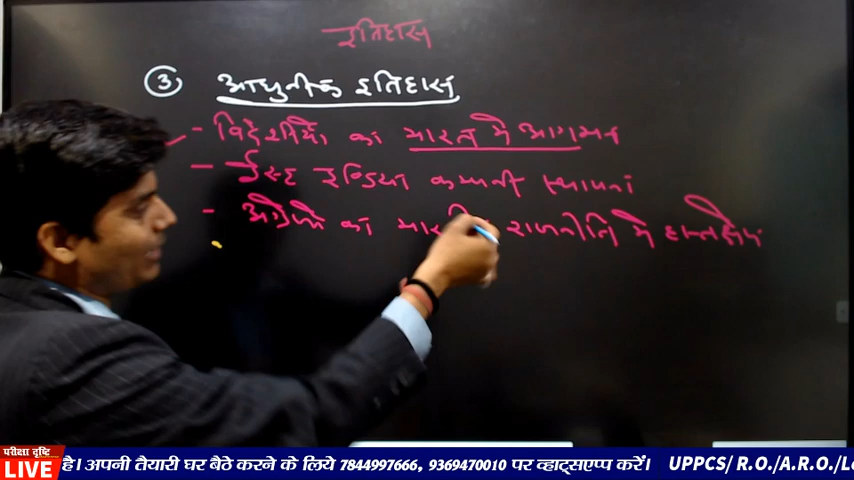 इतिहास
③ आधुनीक इतिहास
- विदेशीयों का भारत में आगमन
- ईस्ट इण्डिया कम्पनी स्थापना
- अंग्रेजो का राजनीति में हस्तक्षेप
परीक्षा दृष्टि
LIVE
है। अपनी तैयारी घर बैठे करने के लिये 7844997666, 9369470010 पर व्हाट्सएप्प करें। UPPCS/ R.O./A.R.O./